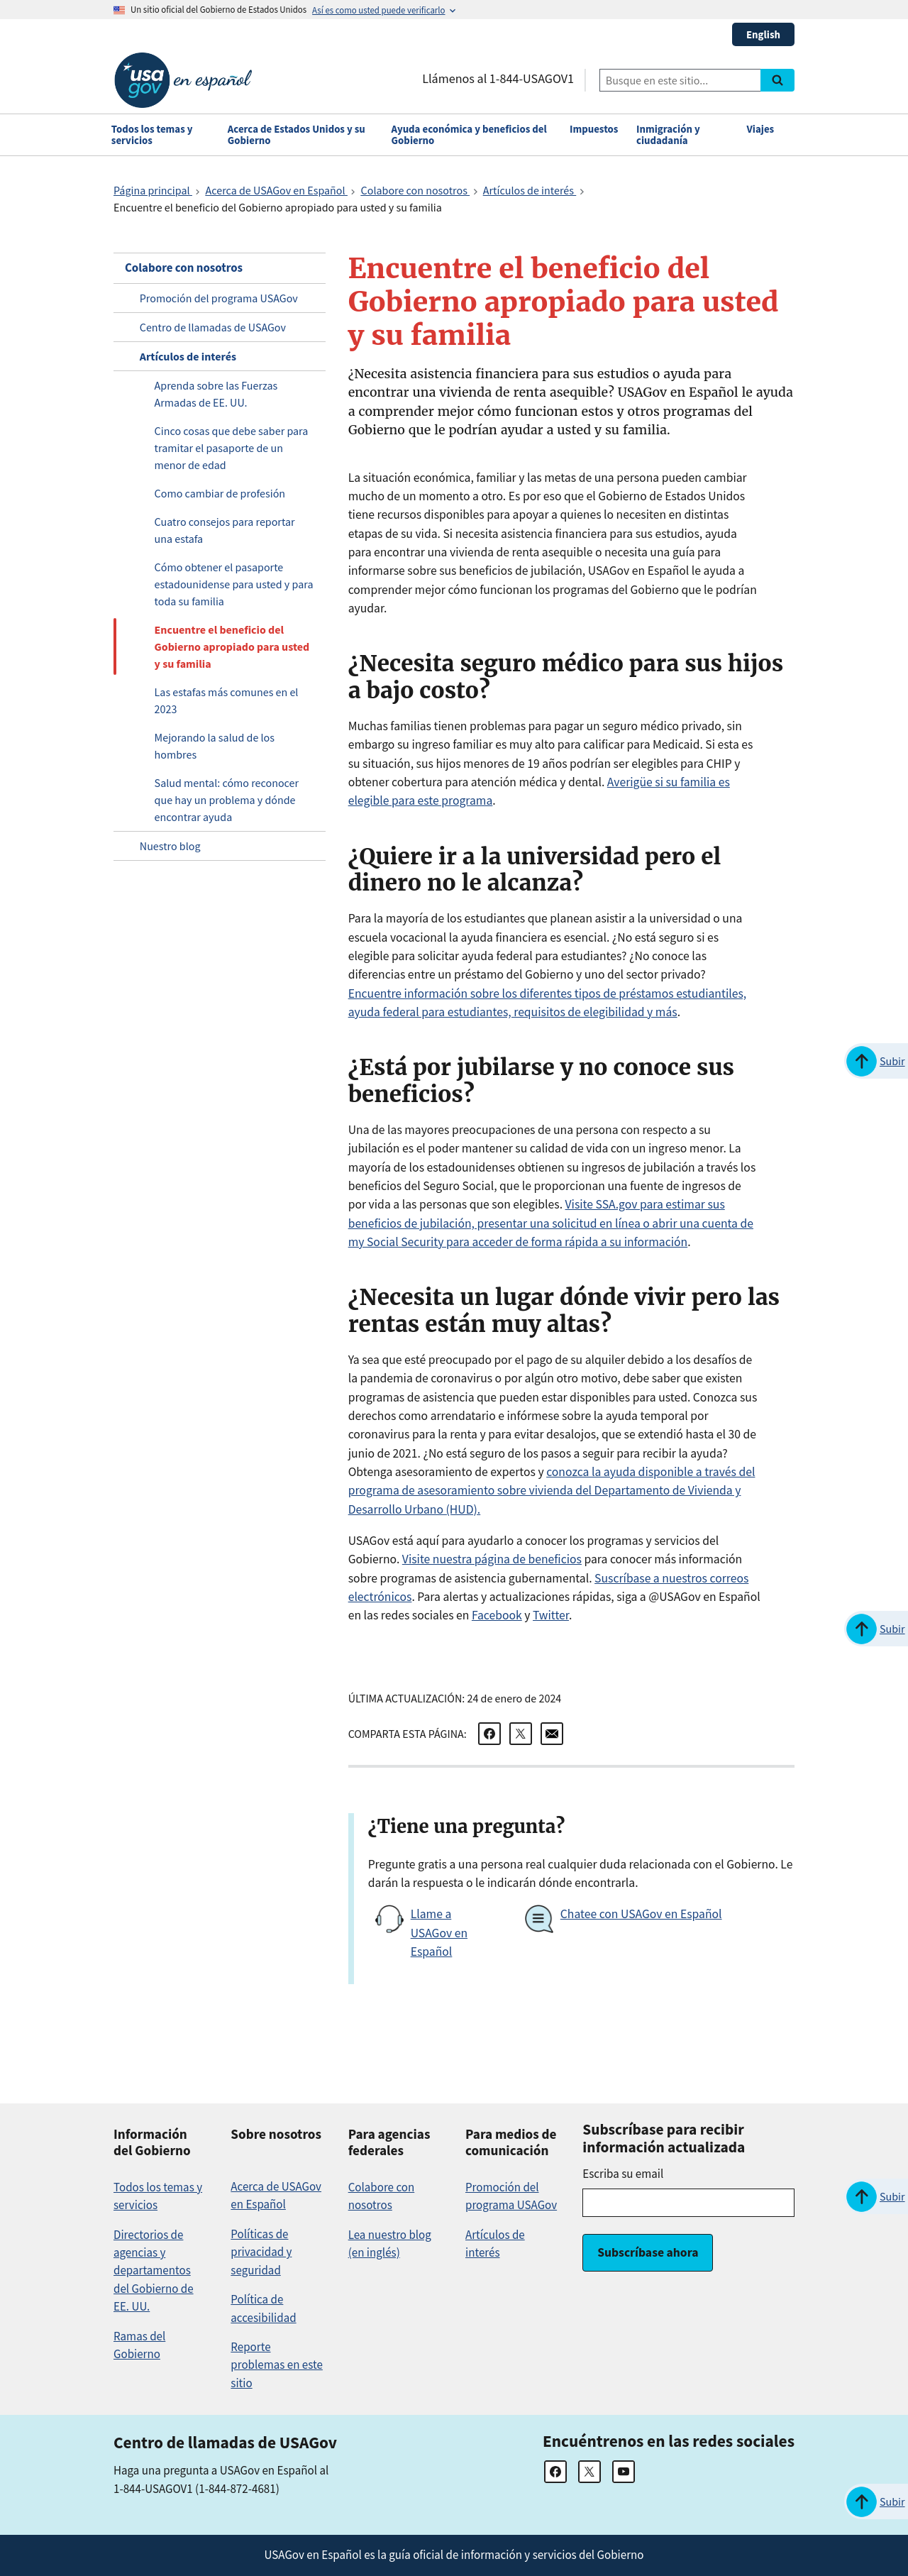 Un sitio oficial del Gobierno de Estados Unidos Así es como usted puede verificarlo
English
usa gov en español
Llámenos al 1-844-USAGOV1
Busque en este sitio...
Todos los temas y servicios
Acerca de Estados Unidos y su Gobierno
Ayuda económica y beneficios del Gobierno
Impuestos
Inmigración y ciudadanía
Viajes
Página principal
Acerca de USAGov en Español
Colabore con nosotros
Artículos de interés
Encuentre el beneficio del Gobierno apropiado para usted y su familia
Colabore con nosotros
Promoción del programa USAGov
Centro de llamadas de USAGov
Artículos de interés
Aprenda sobre las Fuerzas
Armadas de EE. UU.
Cinco cosas que debe saber para
tramitar el pasaporte de un
menor de edad
Como cambiar de profesión
Cuatro consejos para reportar
una estafa
Cómo obtener el pasaporte
estadounidense para usted y para
toda su familia
Encuentre el beneficio del
Gobierno apropiado para usted
y su familia
Las estafas más comunes en el
2023
Mejorando la salud de los
hombres
Salud mental: cómo reconocer
que hay un problema y dónde
encontrar ayuda
Nuestro blog
Encuentre el beneficio del
Gobierno apropiado para usted
y su familia
¿Necesita asistencia financiera para sus estudios o ayuda para
encontrar una vivienda de renta asequible? USAGov en Español le ayuda
a comprender mejor cómo funcionan estos y otros programas del
Gobierno que le podrían ayudar a usted y su familia.
La situación económica, familiar y las metas de una persona pueden cambiar
mucho de un momento a otro. Es por eso que el Gobierno de Estados Unidos
tiene recursos disponibles para apoyar a quienes lo necesiten en distintas
etapas de su vida. Si necesita asistencia financiera para sus estudios, ayuda
para encontrar una vivienda de renta asequible o necesita una guía para
informarse sobre sus beneficios de jubilación, USAGov en Español le ayuda a
comprender mejor cómo funcionan los programas del Gobierno que le podrían
ayudar.
¿Necesita seguro médico para sus hijos
a bajo costo?
Muchas familias tienen problemas para pagar un seguro médico privado, sin
embargo su ingreso familiar es muy alto para calificar para Medicaid. Si esta es
su situación, sus hijos menores de 19 años podrían ser elegibles para CHIP y
obtener cobertura para atención médica y dental. Averigüe si su familia es
elegible para este programa.
¿Quiere ir a la universidad pero el
dinero no le alcanza?
Para la mayoría de los estudiantes que planean asistir a la universidad o una
escuela vocacional la ayuda financiera es esencial. ¿No está seguro si es
elegible para solicitar ayuda federal para estudiantes? ¿No conoce las
diferencias entre un préstamo del Gobierno y uno del sector privado?
Encuentre información sobre los diferentes tipos de préstamos estudiantiles,
ayuda federal para estudiantes, requisitos de elegibilidad y más.
¿Está por jubilarse y no conoce sus
beneficios?
Una de las mayores preocupaciones de una persona con respecto a su
jubilación es el poder mantener su calidad de vida con un ingreso menor. La
mayoría de los estadounidenses obtienen su ingresos de jubilación a través los
beneficios del Seguro Social, que le proporcionan una fuente de ingresos de
por vida a las personas que son elegibles. Visite SSA.gov para estimar sus
beneficios de jubilación, presentar una solicitud en línea o abrir una cuenta de
my Social Security para acceder de forma rápida a su información.
¿Necesita un lugar dónde vivir pero las
rentas están muy altas?
Ya sea que esté preocupado por el pago de su alquiler debido a los desafíos de
la pandemia de coronavirus o por algún otro motivo, debe saber que existen
programas de asistencia que pueden estar disponibles para usted. Conozca sus
derechos como arrendatario e infórmese sobre la ayuda temporal por
coronavirus para la renta y para evitar desalojos, que se extendió hasta el 30 de
junio de 2021. ¿No está seguro de los pasos a seguir para recibir la ayuda?
Obtenga asesoramiento de expertos y conozca la ayuda disponible a través del
programa de asesoramiento sobre vivienda del Departamento de Vivienda y
Desarrollo Urbano (HUD).
USAGov está aquí para ayudarlo a conocer los programas y servicios del
Gobierno. Visite nuestra página de beneficios para conocer más información
sobre programas de asistencia gubernamental. Suscríbase a nuestros correos
electrónicos. Para alertas y actualizaciones rápidas, siga a @USAGov en Español
en las redes sociales en Facebook y Twitter.
ÚLTIMA ACTUALIZACIÓN: 24 de enero de 2024
COMPARTA ESTA PÁGINA:
¿Tiene una pregunta?
Pregunte gratis a una persona real cualquier duda relacionada con el Gobierno. Le
darán la respuesta o le indicarán dónde encontrarla.
Llame a
USAGov en
Español
Chatee con USAGov en Español
Subir
Subir
Subir
Subir
Información
del Gobierno
Todos los temas y
servicios
Directorios de
agencias y
departamentos
del Gobierno de
EE. UU.
Ramas del
Gobierno
Sobre nosotros
Acerca de USAGov
en Español
Políticas de
privacidad y
seguridad
Política de
accesibilidad
Reporte
problemas en este
sitio
Para agencias
federales
Colabore con
nosotros
Lea nuestro blog
(en inglés)
Para medios de
comunicación
Promoción del
programa USAGov
Artículos de
interés
Subscríbase para recibir
información actualizada
Escriba su email
Subscríbase ahora
Centro de llamadas de USAGov
Haga una pregunta a USAGov en Español al
1-844-USAGOV1 (1-844-872-4681)
Encuéntrenos en las redes sociales
USAGov en Español es la guía oficial de información y servicios del Gobierno